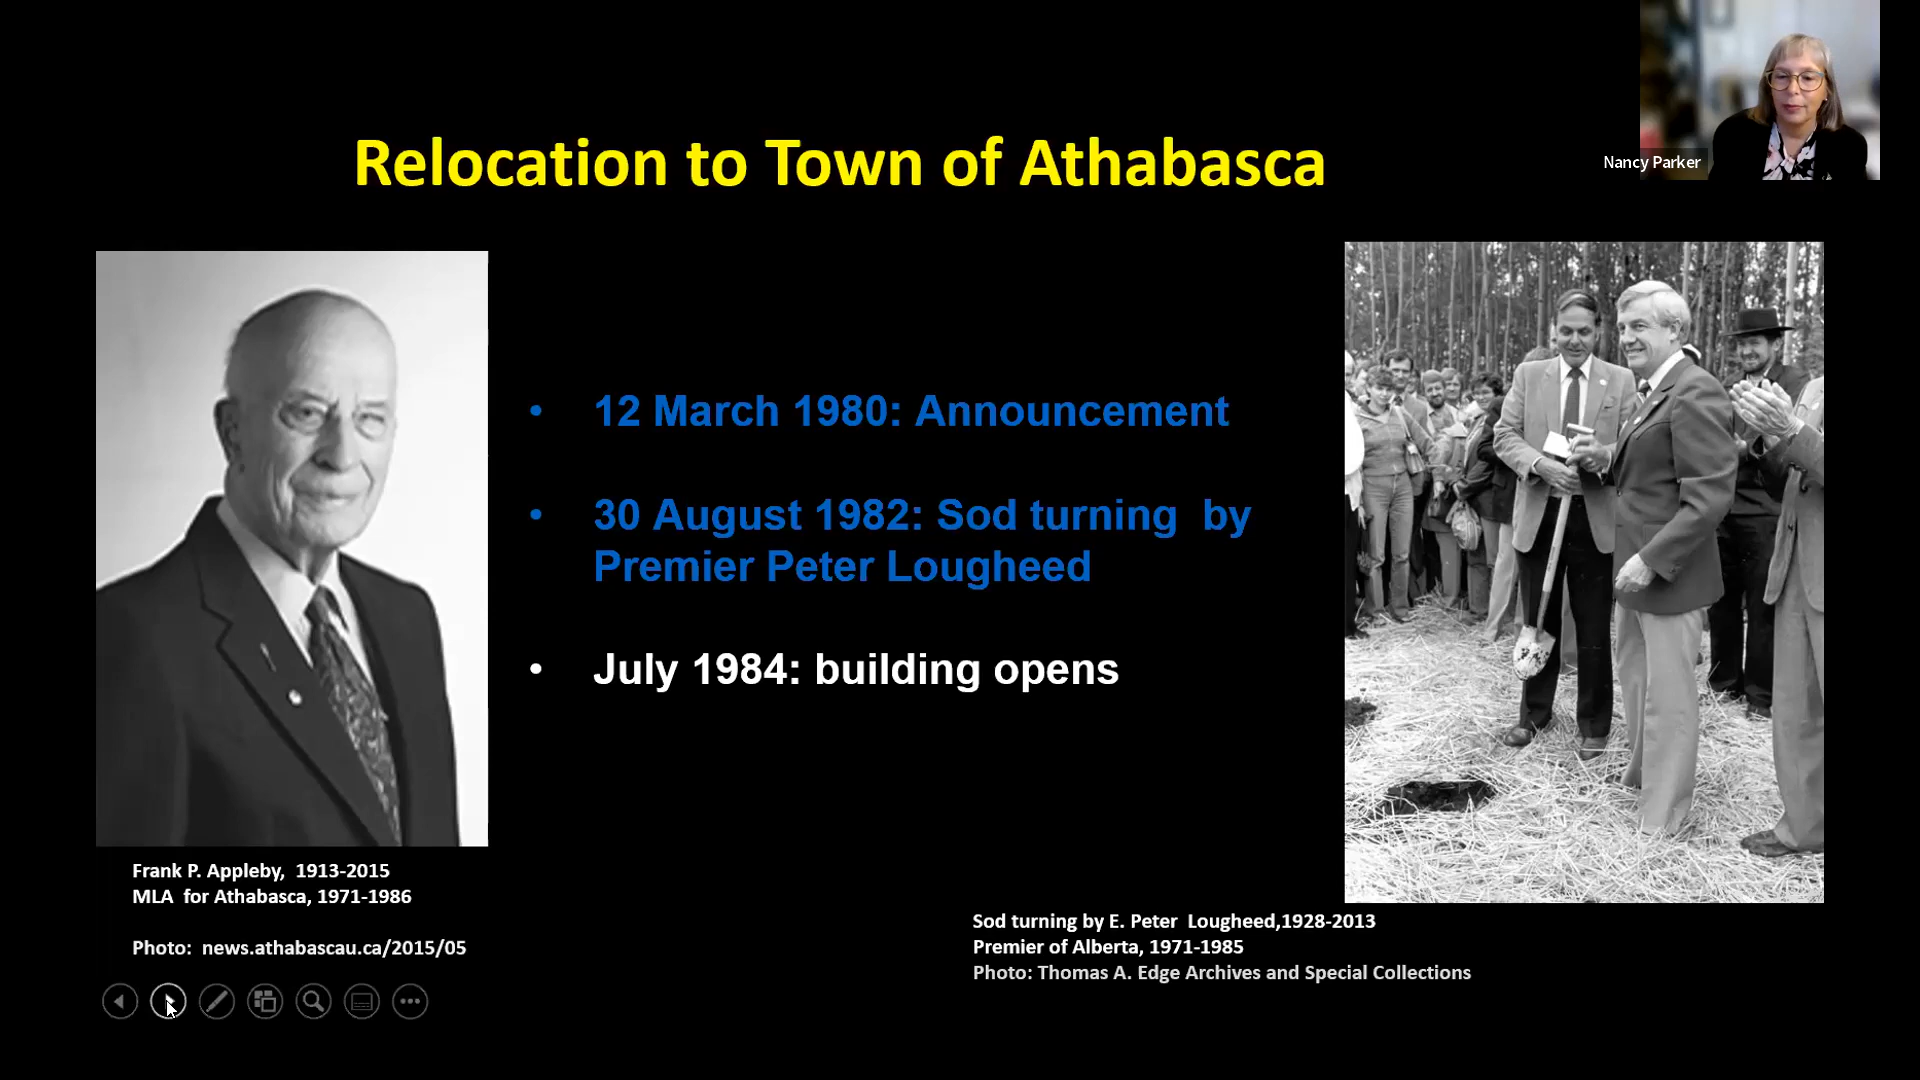 Relocation to Town of Athabasca
Nancy Parker
• 12 March 1980: Announcement
• 30 August 1982: Sod turning by
Premier Peter Lougheed
• July 1984: building opens
Frank P. Appleby, 1913-2015
MLA for Athabasca, 1971-1986
Photo: news.athabascau.ca/2015/05
Sod turning by E. Peter Lougheed,1928-2013
Premier of Alberta, 1971-1985
Photo: Thomas A. Edge Archives and Special Collections